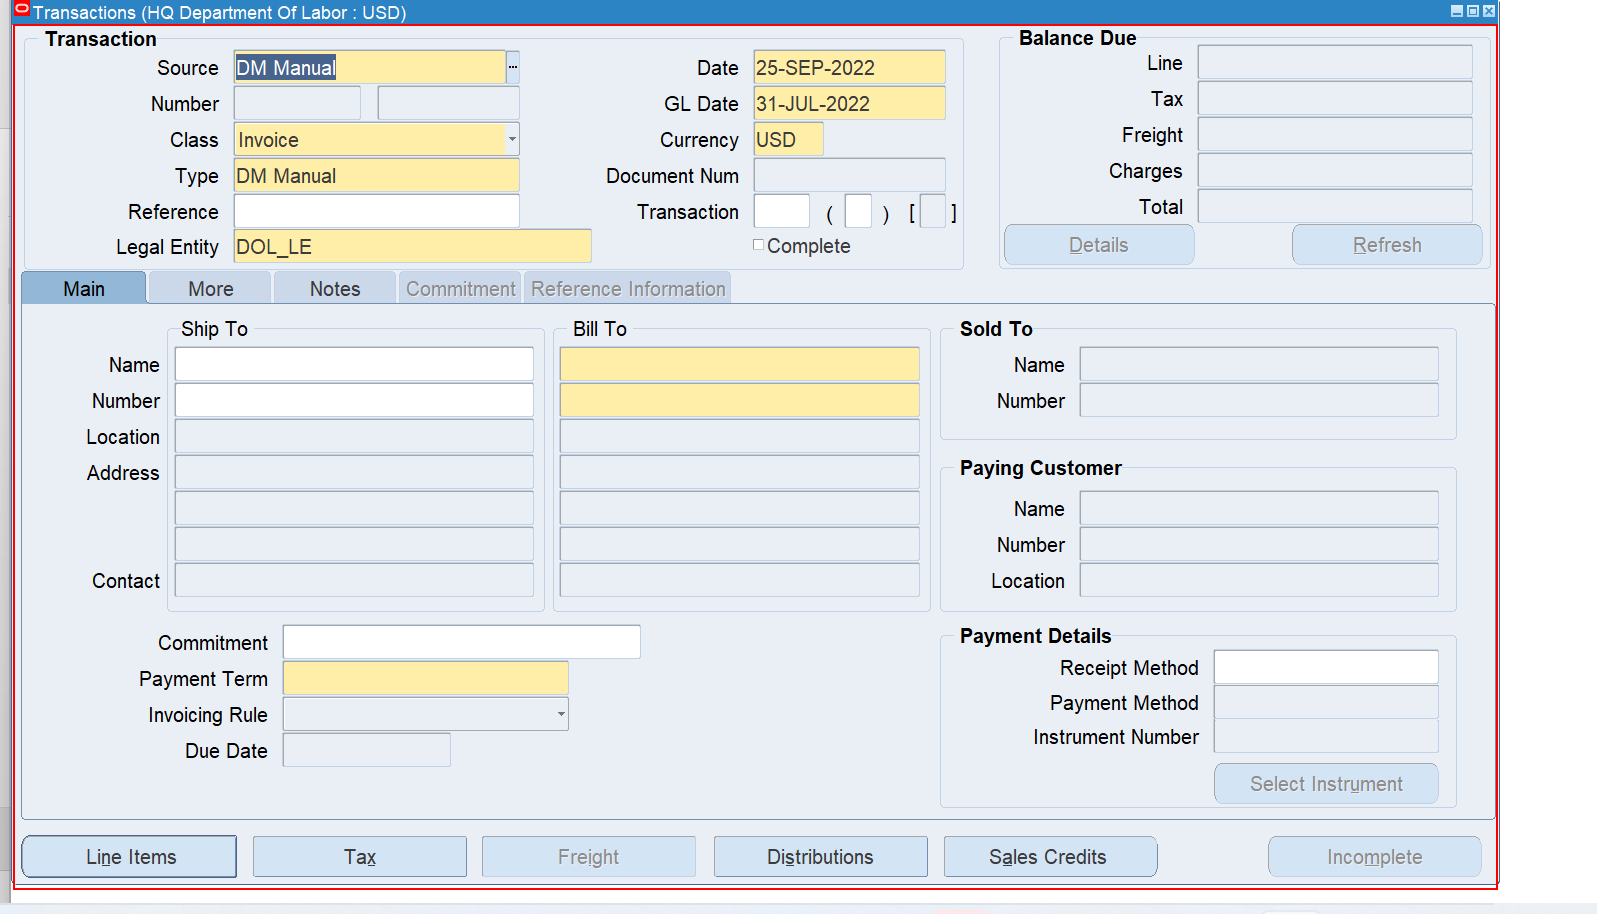 Transactions (HQ Department Of Labor : USD)
Transaction
Source DM Manual ...
Number
Class Invoice
Type DM Manual
Reference
Legal Entity DOL_LE
Date 25-SEP-2022
GL Date 31-JUL-2022
Currency USD
Document Num
Transaction ( ) [ ]
Complete
Balance Due
Line
Tax
Freight
Charges
Total
Details Refresh
Main More Notes Commitment Reference Information
Ship To
Bill To
Name
Number
Location
Address
Contact
Sold To
Name
Number
Paying Customer
Name
Number
Location
Commitment
Payment Term
Invoicing Rule
Due Date
Payment Details
Receipt Method
Payment Method
Instrument Number
Select Instrument
Line Items Tax Freight Distributions Sales Credits Incomplete